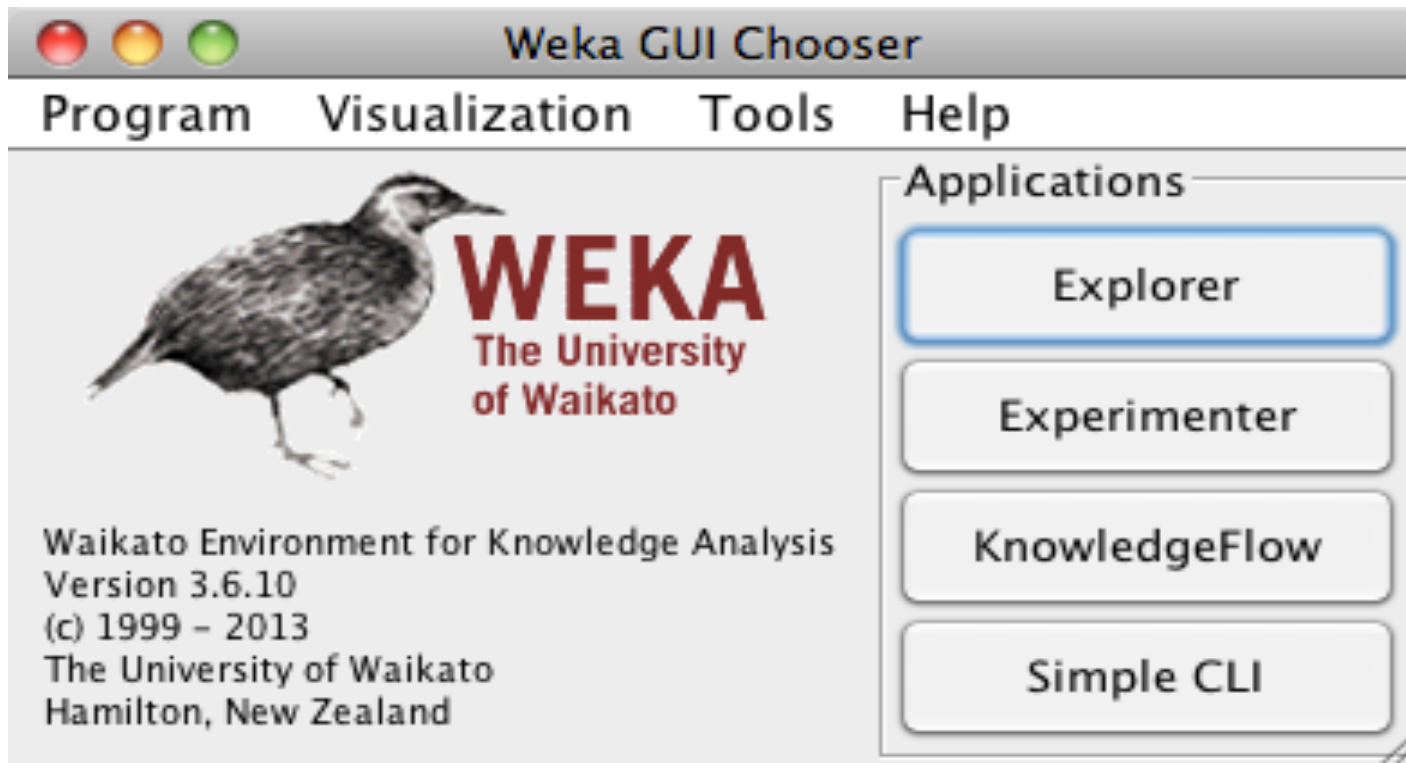 Weka GUI Chooser
Program Visualization Tools Help
WEKA
The University
of Waikato
Waikato Environment for Knowledge Analysis
Version 3.6.10
(c) 1999 – 2013
The University of Waikato
Hamilton, New Zealand
Applications
Explorer
Experimenter
KnowledgeFlow
Simple CLI